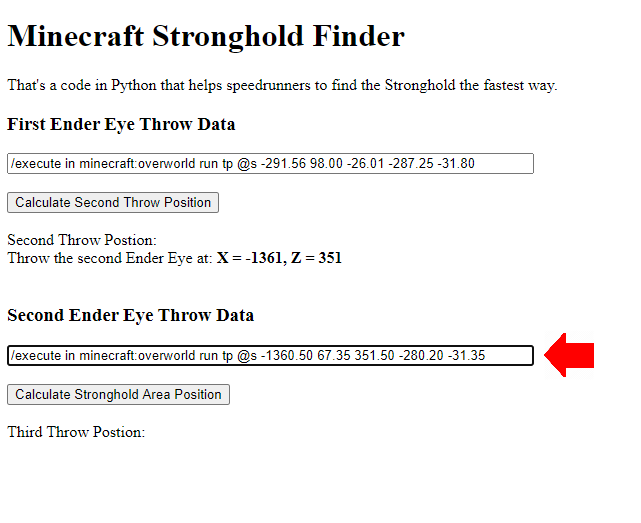 Minecraft Stronghold Finder
That's a code in Python that helps speedrunners to find the Stronghold the fastest way.
First Ender Eye Throw Data
/execute in minecraft:overworld run tp @s -291.56 98.00 -26.01 -287.25 -31.80
Calculate Second Throw Position
Second Throw Postion:
Throw the second Ender Eye at: X = -1361, Z = 351
Second Ender Eye Throw Data
/execute in minecraft:overworld run tp @s -1360.50 67.35 351.50 -280.20 -31.35
Calculate Stronghold Area Position
Third Throw Postion: